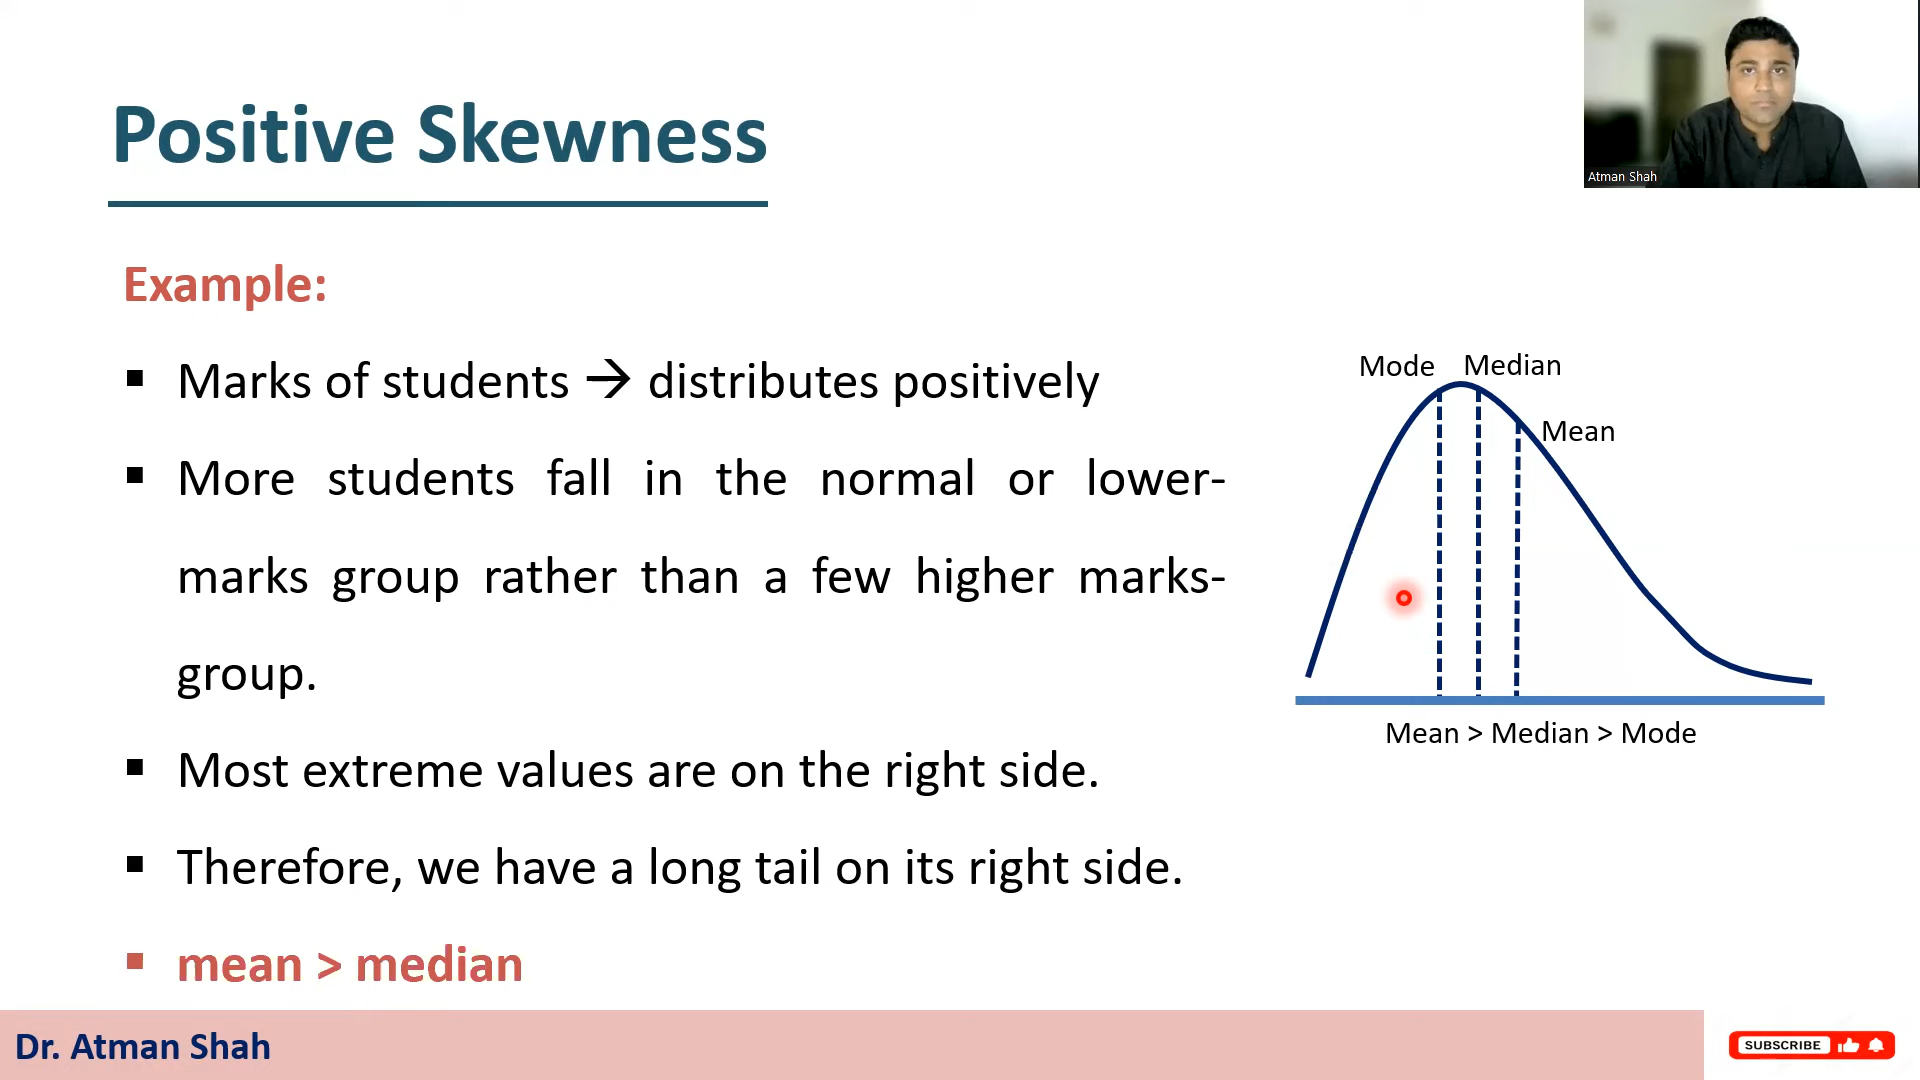 Positive Skewness
Atman Shah
Example:
▪ Marks of students → distributes positively
▪ More students fall in the normal or lower-
marks group rather than a few higher marks-
group.
▪ Most extreme values are on the right side.
▪ Therefore, we have a long tail on its right side.
▪ mean > median
Mode Median
Mean
Mean > Median > Mode
Dr. Atman Shah
SUBSCRIBE